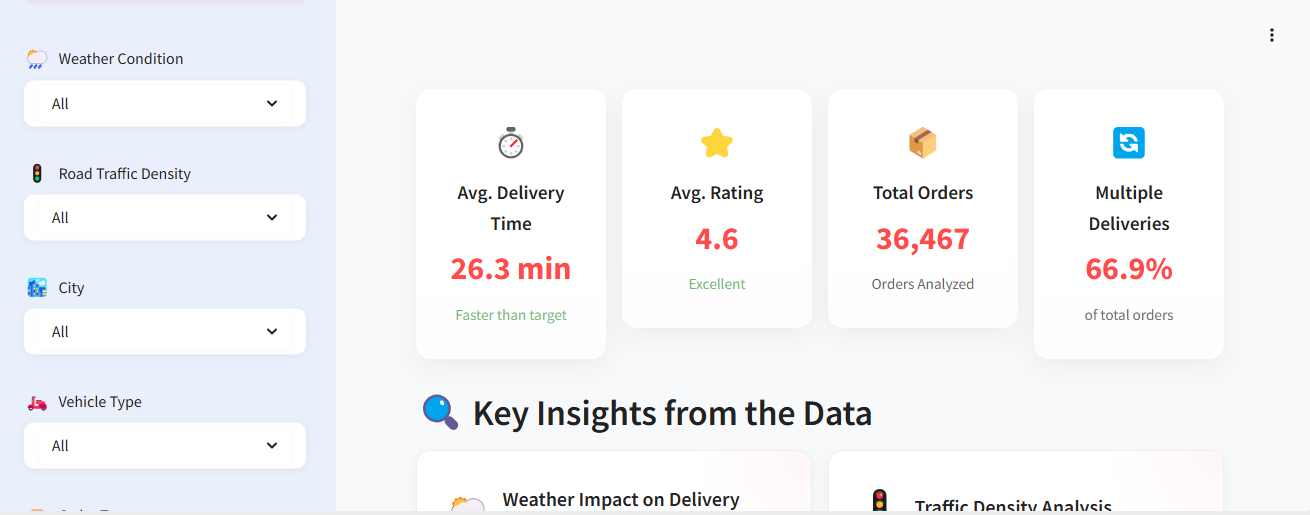 Weather Condition
All
Road Traffic Density
All
City
All
Vehicle Type
All
Avg. Delivery
Time
26.3 min
Faster than target
Avg. Rating
4.6
Excellent
Total Orders
36,467
Orders Analyzed
Multiple
Deliveries
66.9%
of total orders
Key Insights from the Data
Weather Impact on Delivery
Traffic Density Analysis